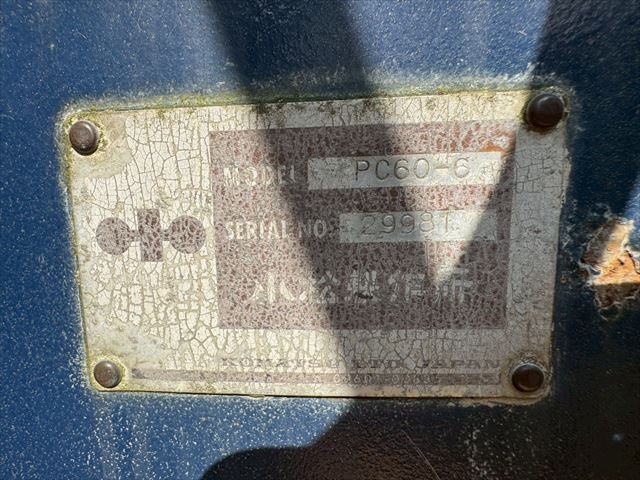 MODEL PC60-6
SERIAL NO. 29981
小松製作所
KOMATSU LTD JAPAN